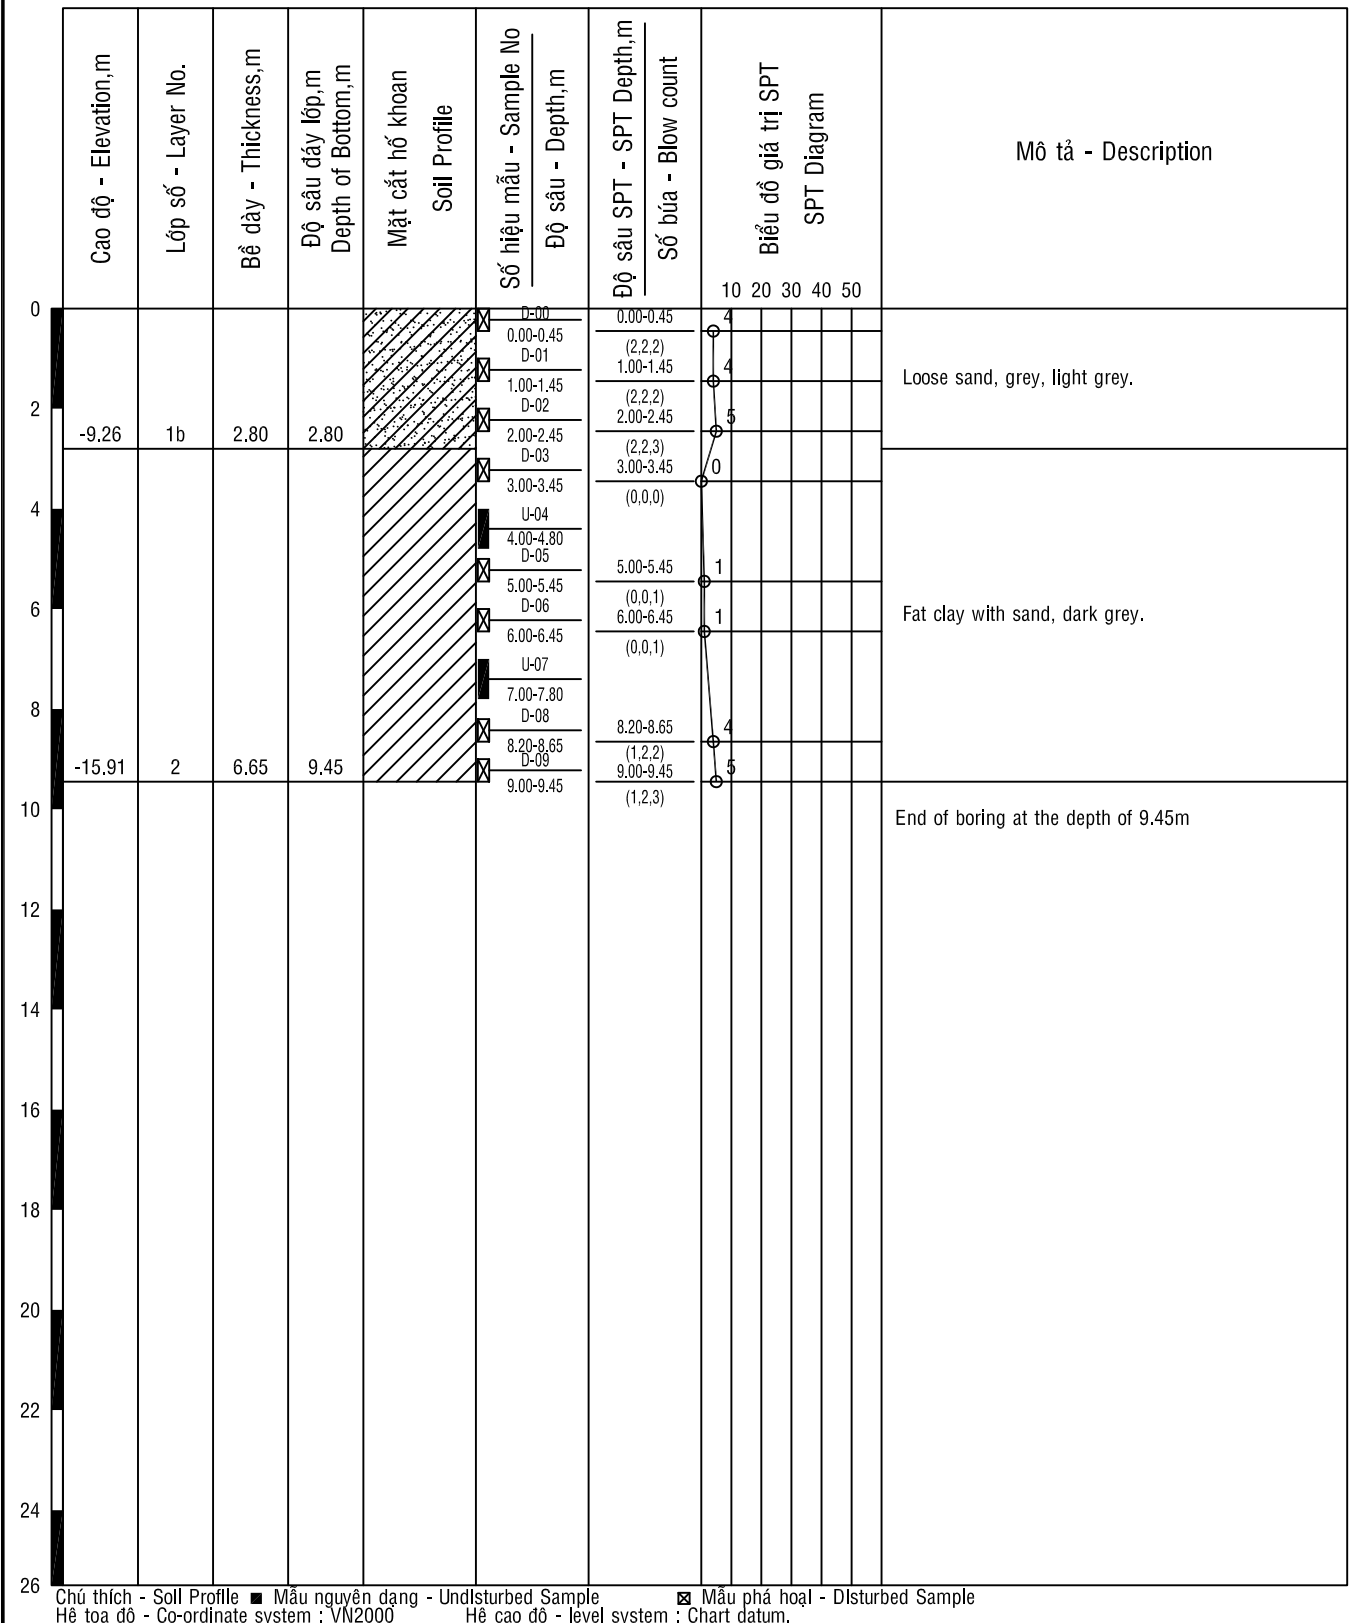 Cao độ - Elevation,m
Lớp số - Layer No.
Bề dày - Thickness,m
Độ sâu đáy lớp,m
Depth of Bottom,m
Mặt cắt hố khoan
Soil Profile
Số hiệu mẫu - Sample No
Độ sâu - Depth,m
Độ sâu SPT - SPT Depth,m
Số búa - Blow count
Biểu đồ giá trị SPT
SPT Diagram
10 20 30 40 50
Mô tả - Description
0
D-00
0.00-0.45
4
0.00-0.45
(2,2,2)
D-01
1.00-1.45
4
Loose sand, grey, light grey.
1.00-1.45
(2,2,2)
2
D-02
2.00-2.45
5
-9.26 1b 2.80 2.80
2.00-2.45
(2,2,3)
D-03
3.00-3.45
0
3.00-3.45
(0,0,0)
4
U-04
4.00-4.80
D-05
5.00-5.45
1
5.00-5.45
(0,0,1)
6
D-06
6.00-6.45
1
Fat clay with sand, dark grey.
6.00-6.45
(0,0,1)
U-07
7.00-7.80
8
D-08
8.20-8.65
4
8.20-8.65
(1,2,2)
-15.91 2 6.65 9.45
D-09
9.00-9.45
5
9.00-9.45
(1,2,3)
10
End of boring at the depth of 9.45m
12
14
16
18
20
22
24
26
Chú thích - Soil Profile Mẫu nguyên dạng - Undisturbed Sample Mẫu phá hoại - Disturbed Sample
Hệ tọa độ - Co-ordinate system : VN2000 Hệ cao độ - level system : Chart datum.